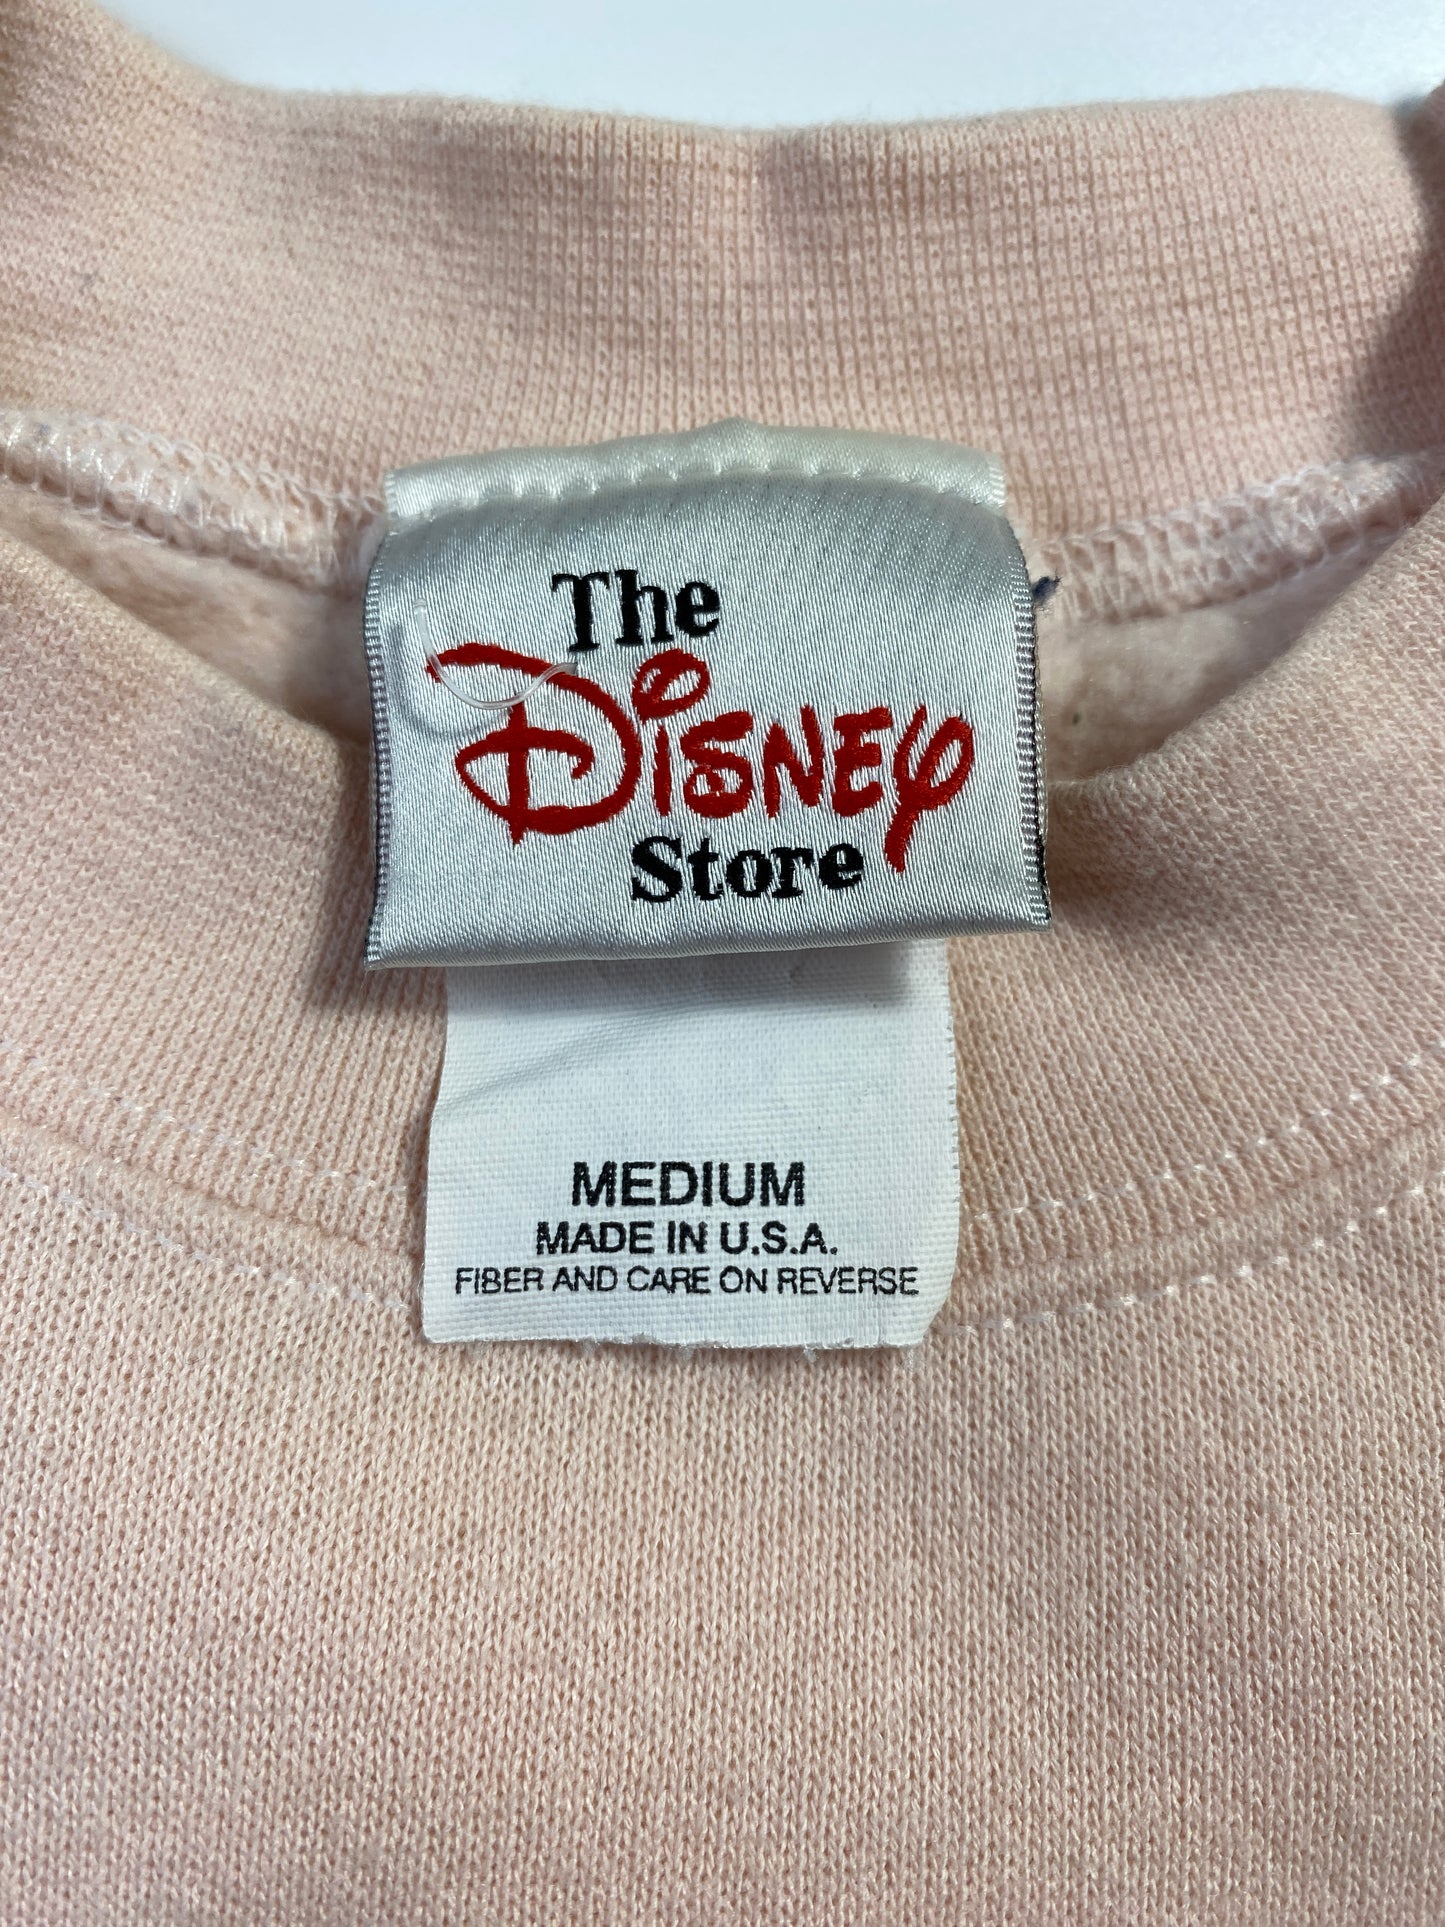 The
Disney
Store
MEDIUM
MADE IN U.S.A.
FIBER AND CARE ON REVERSE